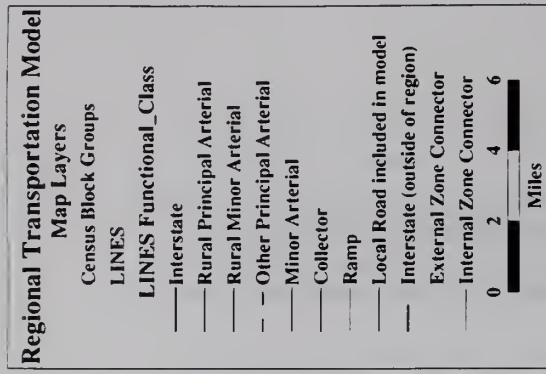 Regional Transportation Model
Map Layers
Census Block Groups
LINES
LINES Functional_Class
Interstate
Rural Principal Arterial
Rural Minor Arterial
Other Principal Arterial
Minor Arterial
Collector
Ramp
Local Road included in model
Interstate (outside of region)
External Zone Connector
Internal Zone Connector
0 2 4 6
Miles